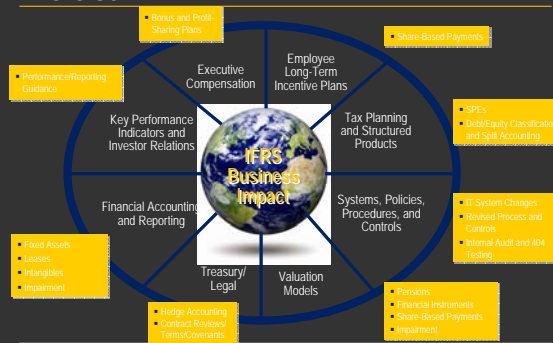 Bonus and Profit-
Sharing Plans
Share-Based Payments
Performance/Reporting
Guidance
Executive
Compensation
Employee
Long-Term
Incentive Plans
Key Performance
Indicators and
Investor Relations
Tax Planning
and Structured
Products
SPEs
Debt/Equity Classificatio
and Split Accounting
IFRS
Business
Impact
Financial Accounting
and Reporting
Systems, Policies,
Procedures, and
Controls
IT System Changes
Revised Process and
Controls
Internal Audit and 404
Testing
Fixed Assets
Leases
Intangibles
Impairment
Treasury/
Legal
Valuation
Models
Hedge Accounting
Contract Reviews/
Terms/Covenants
Pensions
Financial Instruments
Share-Based Payments
Impairment